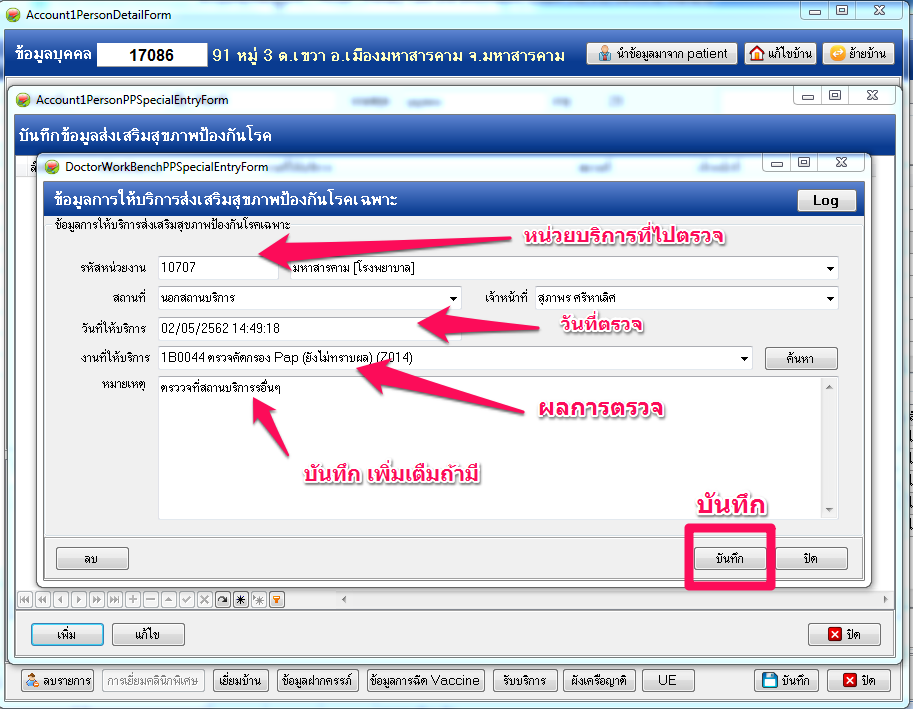 Account1PersonDetailForm
ข้อมูลบุคคล 17086 91 หมู่ 3 ต.เขวา อ.เมืองมหาสารคาม จ.มหาสารคาม นำข้อมูลมาจาก patient แก้ไขบ้าน ย้ายบ้าน
Account1PersonPPSpecialEntryForm
บันทึกข้อมูลส่งเสริมสุขภาพป้องกันโรค
DoctorWorkBenchPPSpecialEntryForm
ข้อมูลการให้บริการส่งเสริมสุขภาพป้องกันโรคเฉพาะ Log
ข้อมูลการให้บริการส่งเสริมสุขภาพป้องกันโรคเฉพาะ
หน่วยบริการที่ไปตรวจ
รหัสหน่วยงาน 10707 มหาสารคาม [โรงพยาบาล]
สถานที่ นอกสถานบริการ เจ้าหน้าที่ สุภาพร ศรีหาเลิศ
วันที่ให้บริการ 02/05/2562 14:49:18 วันที่ตรวจ
งานที่ให้บริการ 1B0044 ตรวจคัดกรอง Pap (ยังไม่ทราบผล) (Z014) ค้นหา
หมายเหตุ ตรววจที่สถานบริการรอื่นๆ
ผลการตรวจ
บันทึก เพิ่มเติมถ้ามี
บันทึก
ลบ บันทึก ปิด
เพิ่ม แก้ไข ปิด
ลบรายการ การเยี่ยมคลินิกพิเศษ เยี่ยมบ้าน ข้อมูลฝากครรภ์ ข้อมูลการฉีด Vaccine รับบริการ ผังเครือญาติ UE บันทึก ปิด